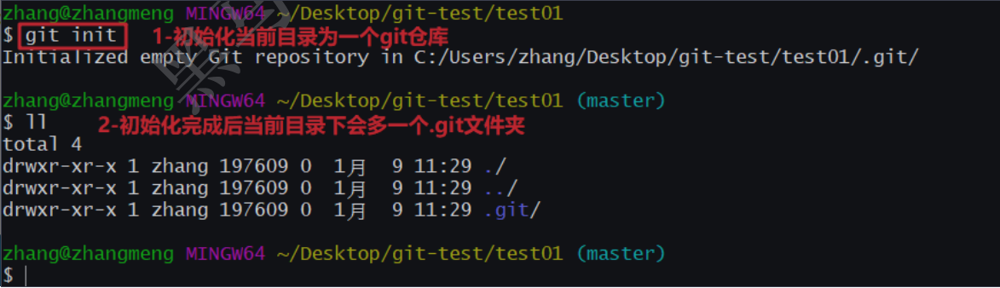 zhang@zhangmeng MINGW64 ~/Desktop/git-test/test01
$ git init 1-初始化当前目录为一个git仓库
Initialized empty Git repository in C:/Users/zhang/Desktop/git-test/test01/.git/
zhang@zhangmeng MINGW64 ~/Desktop/git-test/test01 (master)
$ ll 2-初始化完成后当前目录下会多一个.git文件夹
total 4
drwxr-xr-x 1 zhang 197609 0 1月 9 11:29 ./
drwxr-xr-x 1 zhang 197609 0 1月 9 11:29 ../
drwxr-xr-x 1 zhang 197609 0 1月 9 11:29 .git/
zhang@zhangmeng MINGW64 ~/Desktop/git-test/test01 (master)
$